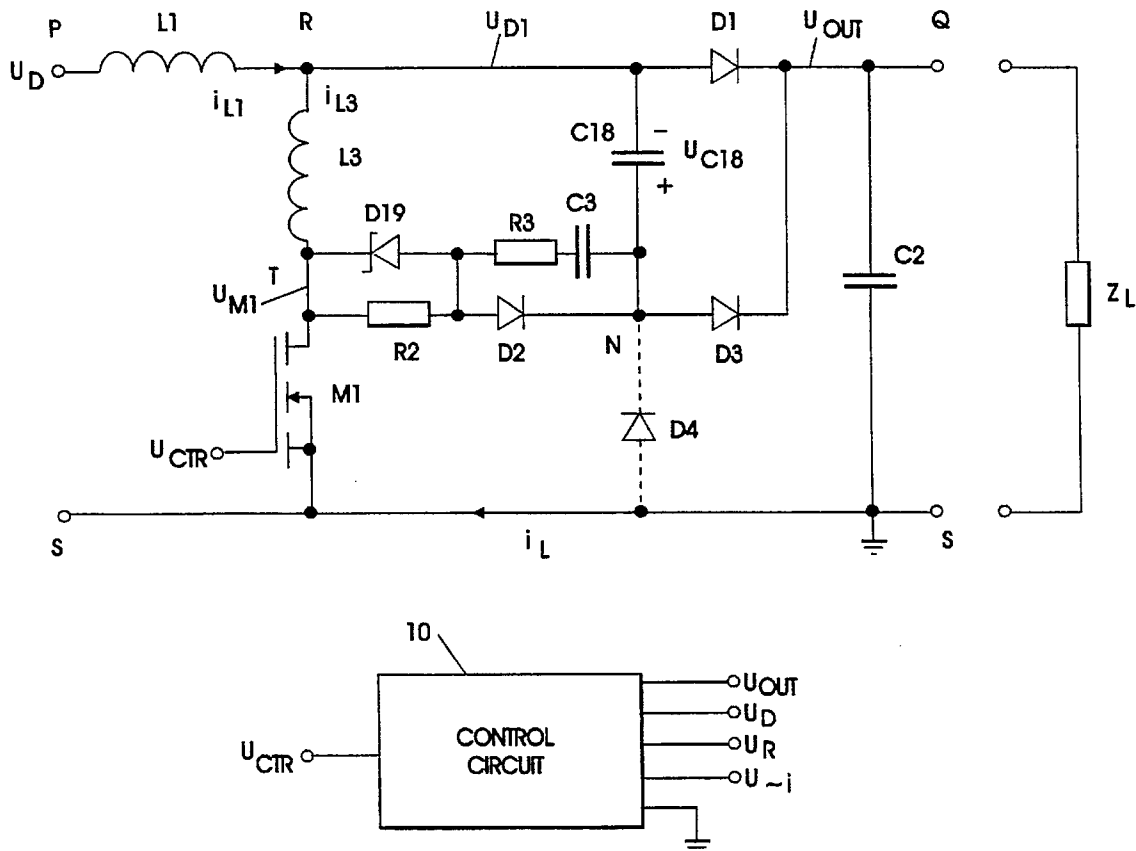 P L1 R U_D1 D1 U_OUT Q
U_D
i_L1 i_L3
C18 − U_C18
+
L3
D19 R3 C3
C2
T
U_M1
Z_L
R2 D2 N D3
M1
D4
U_CTR
S i_L S
10
U_OUT
U_D
CONTROL
U_R
U_CTR
CIRCUIT
U_~i